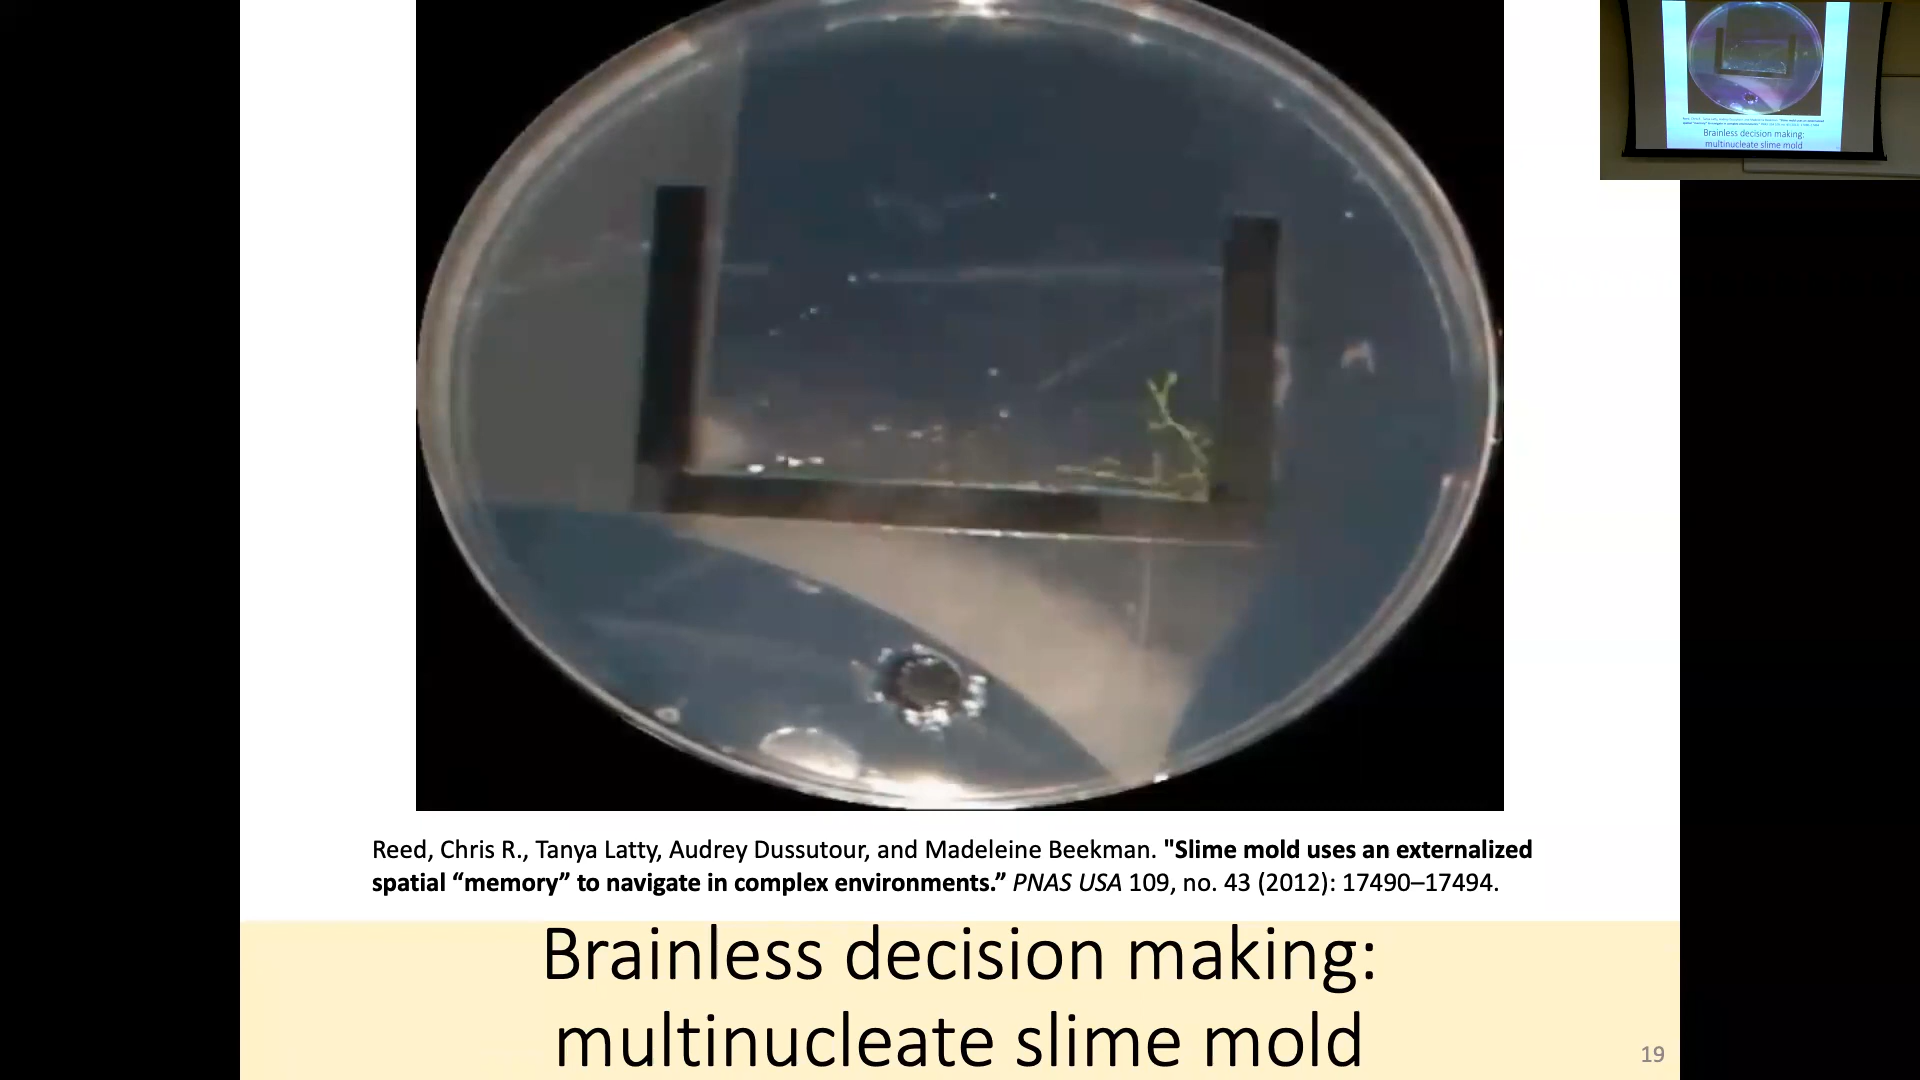 Reed, Chris R., Tanya Latty, Audrey Dussutour, and Madeleine Beekman. "Slime mold uses an externalized
spatial “memory” to navigate in complex environments.” PNAS USA 109, no. 43 (2012): 17490–17494.
Brainless decision making:
multinucleate slime mold
19
Brainless decision making:
multinucleate slime mold